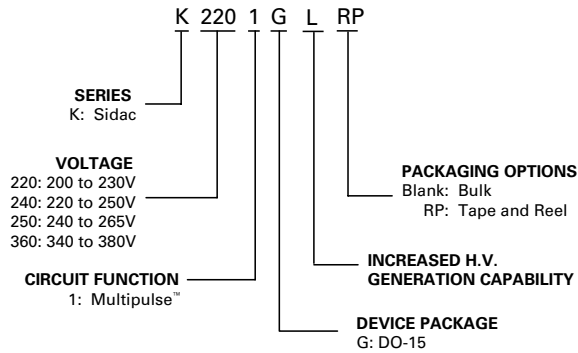 K 220 1 G L RP
SERIES
K: Sidac
VOLTAGE
220: 200 to 230V
240: 220 to 250V
250: 240 to 265V
360: 340 to 380V
CIRCUIT FUNCTION
1: Multipulse™
PACKAGING OPTIONS
Blank: Bulk
RP: Tape and Reel
INCREASED H.V.
GENERATION CAPABILITY
DEVICE PACKAGE
G: DO-15